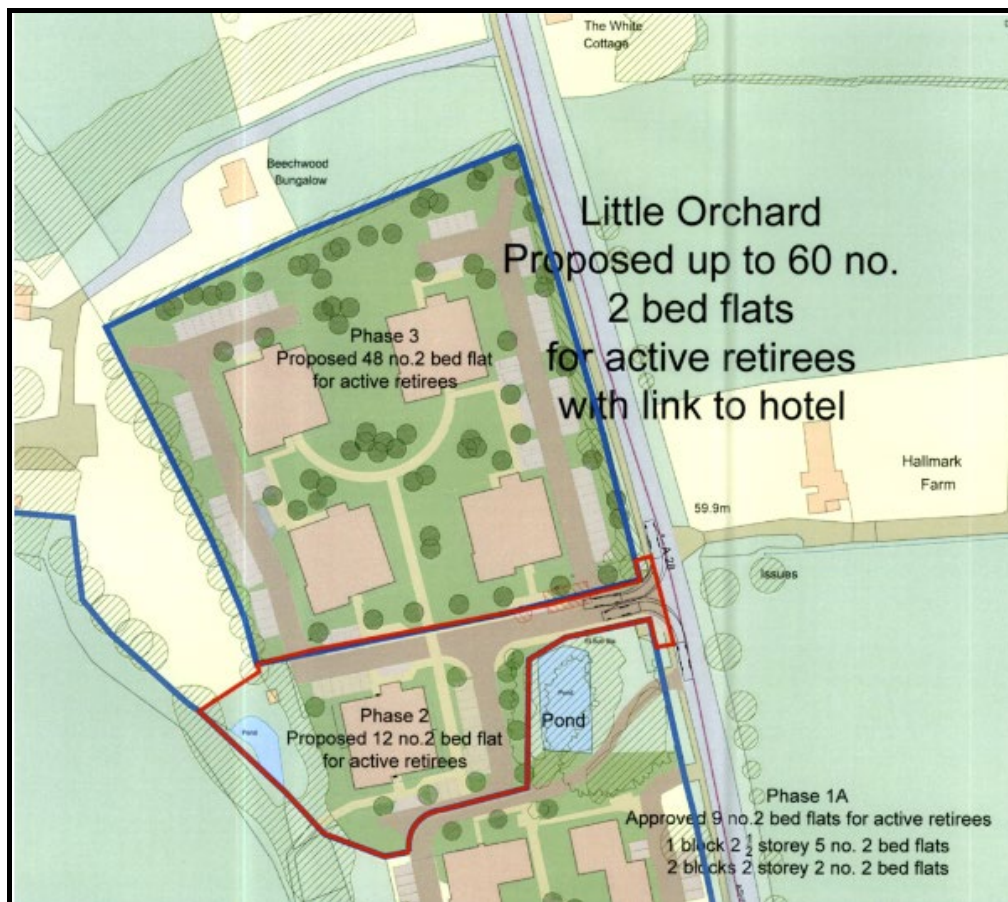 The White
Cottage
Beechwood
Bungalow
Little Orchard
Proposed up to 60 no.
2 bed flats
for active retirees
with link to hotel
Phase 3
Proposed 48 no.2 bed flat
for active retirees
Hallmark
Farm
59.9m
A 28
Issues
Phase 2
Proposed 12 no.2 bed flat
for active retirees
Pond
Pond
Pond
Phase 1A
Approved 9 no.2 bed flats for active retirees
1 block 2 1/2 storey 5 no. 2 bed flats
2 blocks 2 storey 2 no. 2 bed flats